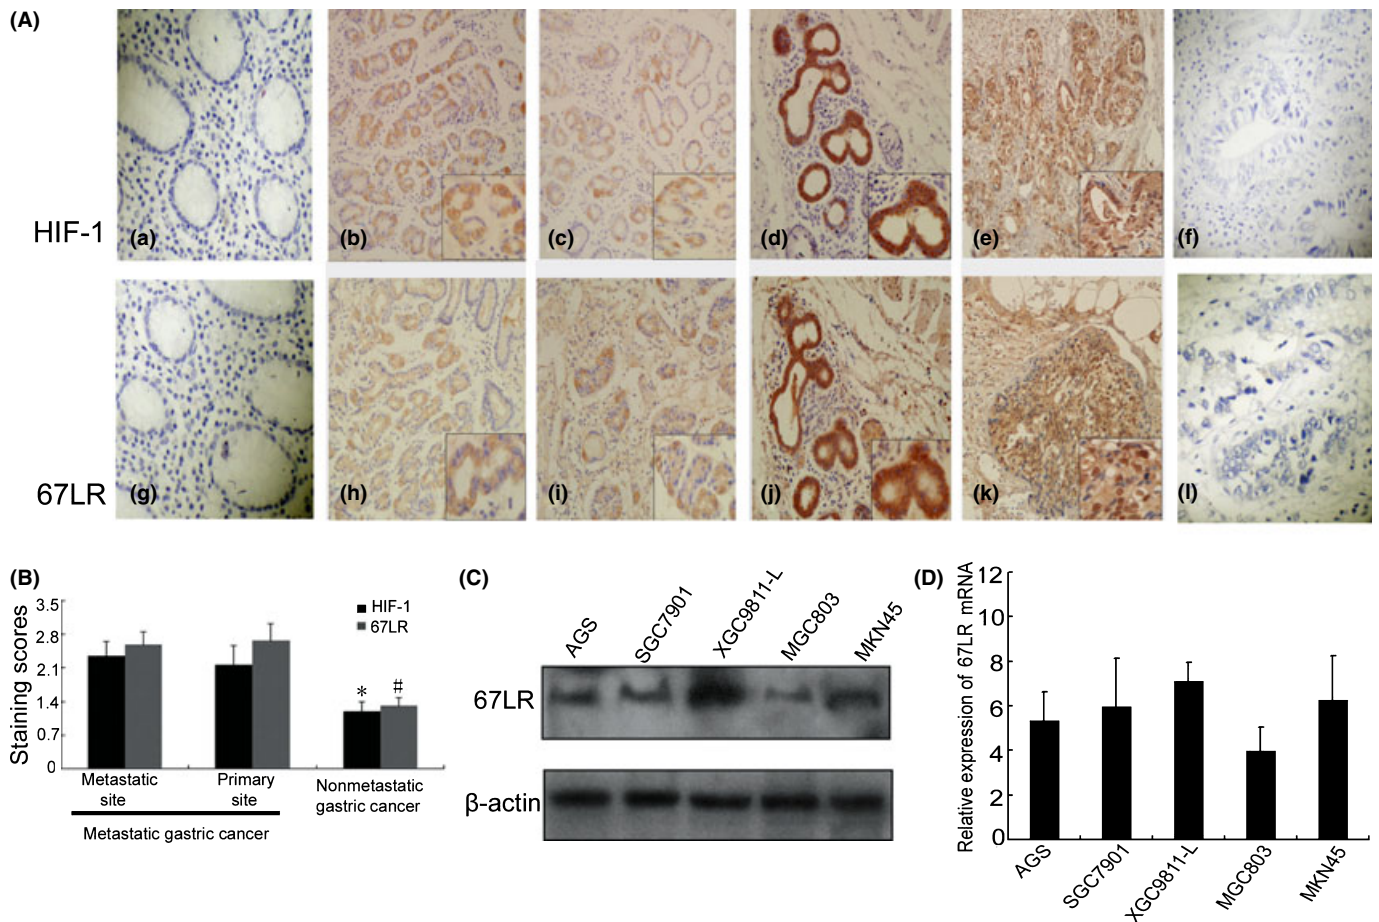 (A)
HIF-1
(a)
(b)
(c)
(d)
(e)
(f)
67LR
(g)
(h)
(i)
(j)
(k)
(l)
(B)
Staining scores
3.5
2.8
2.1
1.4
0.7
0
HIF-1
67LR
*
#
Metastatic site
Primary site
Nonmetastatic gastric cancer
Metastatic gastric cancer
(C)
AGS
SGC7901
XGC9811-L
MGC803
MKN45
67LR
β-actin
(D)
Relative expression of 67LR mRNA
12
10
8
6
4
2
0
AGS
SGC7901
XGC9811-L
MGC803
MKN45